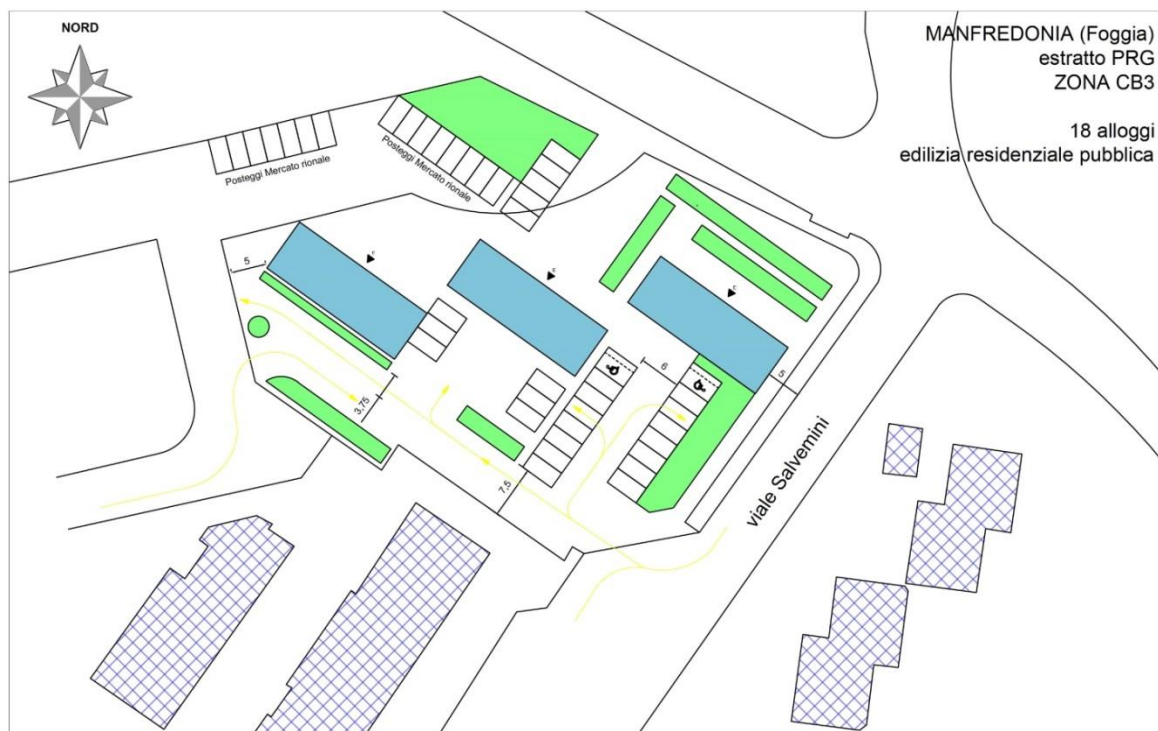 NORD
MANFREDONIA (Foggia)
estratto PRG
ZONA CB3
18 alloggi
edilizia residenziale pubblica
Posteggi Mercato rionale
Posteggi Mercato rionale
5
6
5
3,75
7,5
viale Salvemini